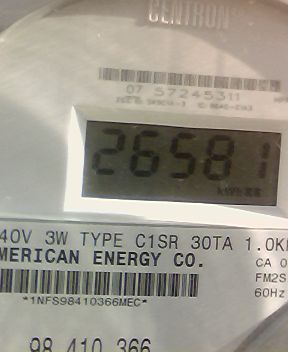 CENTRON
07 57245311
26581
kWh
40V 3W TYPE C1SR 30TA 1.0K
MERICAN ENERGY CO.
CA 0
FM2S
60Hz
*1NFS98410366MEC*
98 410 366